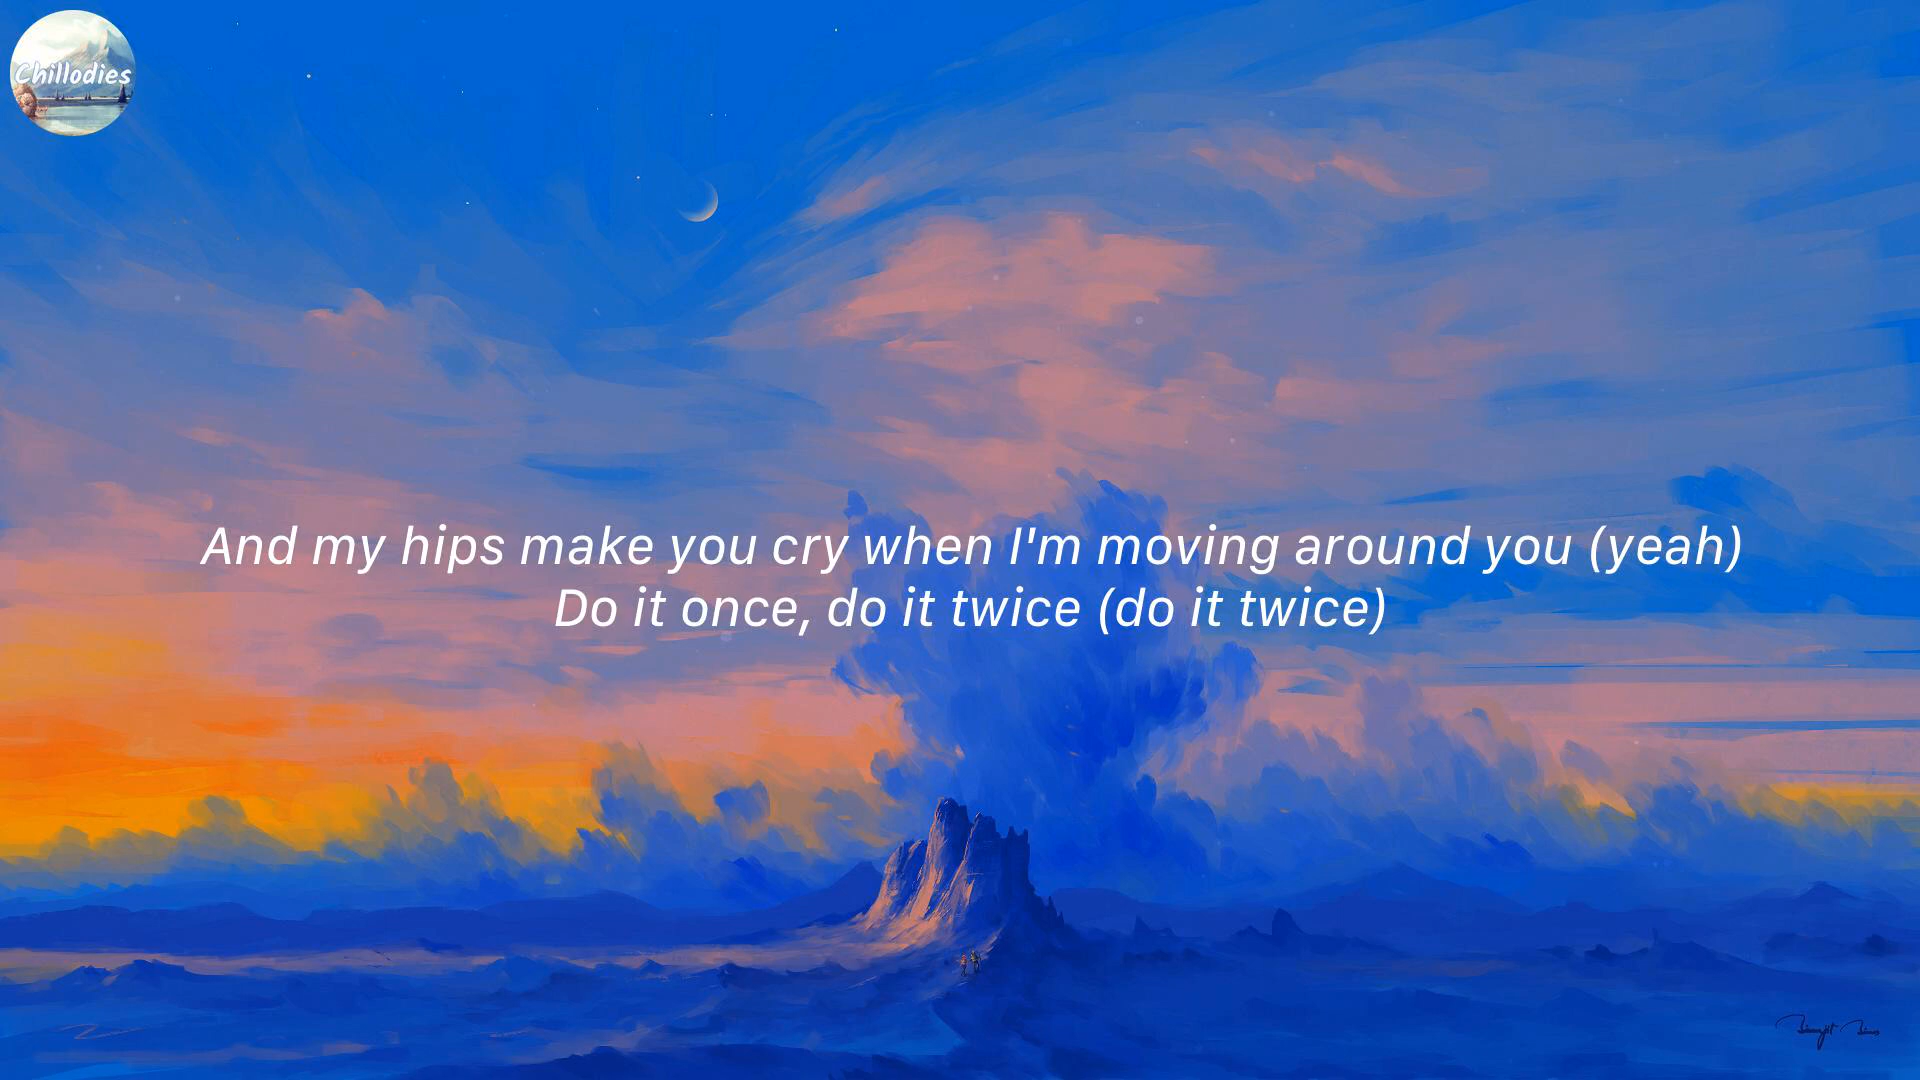 Chillodies
And my hips make you cry when I'm moving around you (yeah)
Do it once, do it twice (do it twice)